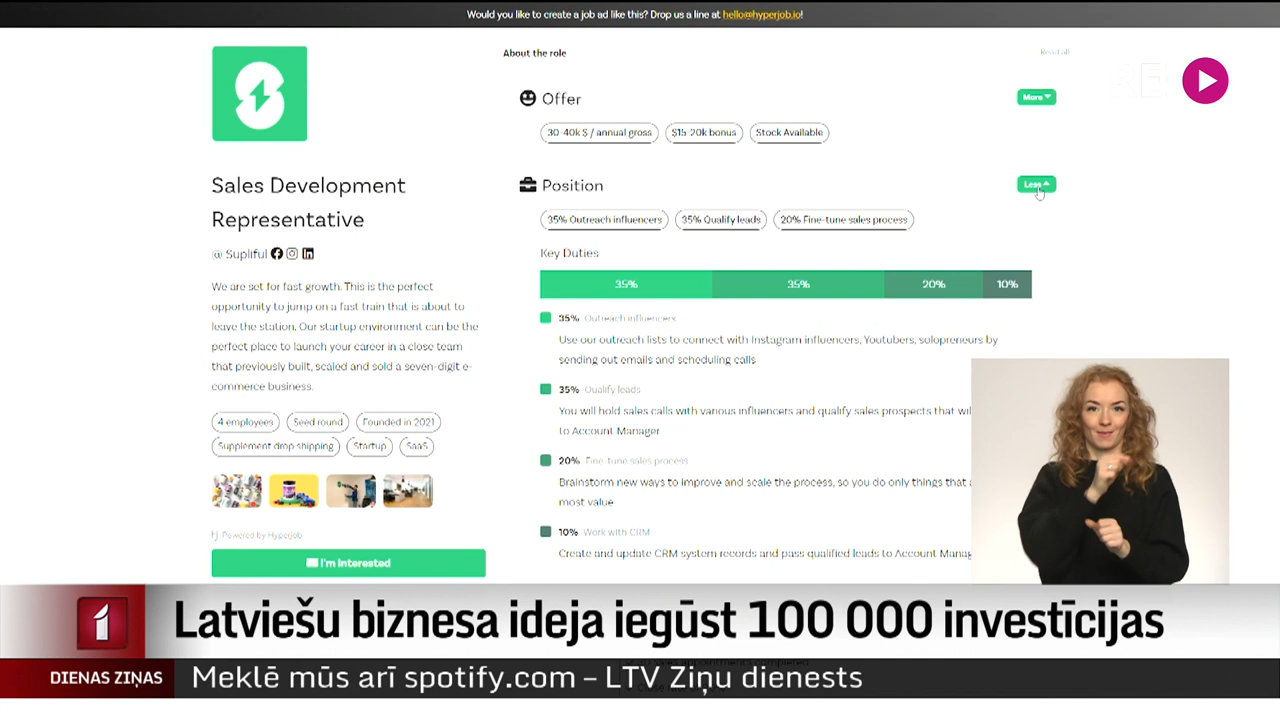 Would you like to create a job ad like this? Drop us a line at hello@hyperjob.io!
About the role
Read all
RE
Offer
More
30-40k $ / annual gross
$15-20k bonus
Stock Available
Sales Development
Representative
Position
Less
35% Outreach influencers
35% Qualify leads
20% Fine-tune sales process
@ Supliful
Key Duties
35%
35%
20%
10%
We are set for fast growth. This is the perfect
opportunity to jump on a fast train that is about to
leave the station. Our startup environment can be the
perfect place to launch your career in a close team
that previously built, scaled and sold a seven-digit e-
commerce business.
35% Outreach influencers
Use our outreach lists to connect with Instagram influencers, Youtubers, solopreneurs by
sending out emails and scheduling calls
35% Qualify leads
You will hold sales calls with various influencers and qualify sales prospects that wil
to Account Manager
4 employees
Seed round
Founded in 2021
Supplement drop shipping
Startup
SaaS
20% Fine-tune sales process
Brainstorm new ways to improve and scale the process, so you do only things that a
most value
10% Work with CRM
Create and update CRM system records and pass qualified leads to Account Manag
Powered by Hyperjob
I'm Interested
1
Latviešu biznesa ideja iegūst 100 000 investīcijas
DIENAS ZIŅAS
Meklē mūs arī spotify.com – LTV Ziņu dienests